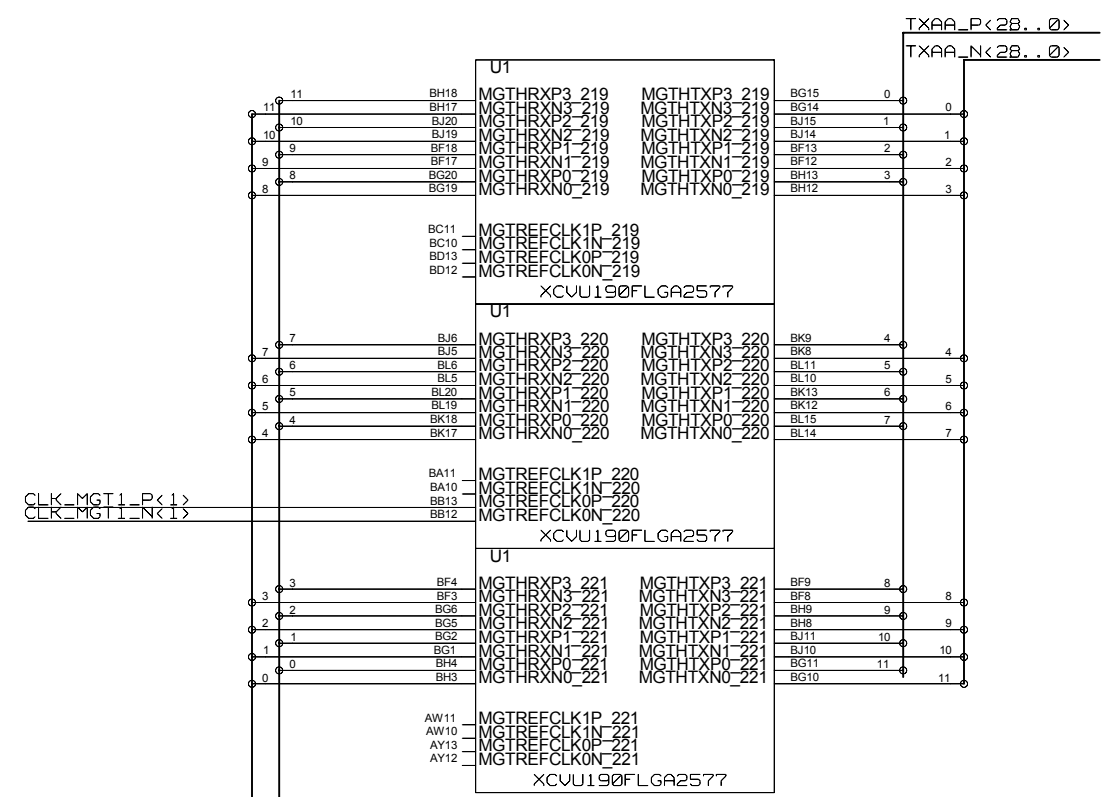 TXAA_P<28..0>
TXAA_N<28..0>
U1
11 BH18 MGTHRXP3_219 MGTHTXP3_219 BG15 0
11 BH17 MGTHRXN3_219 MGTHTXN3_219 BG14 0
10 BJ20 MGTHRXP2_219 MGTHTXP2_219 BJ15 1
10 BJ19 MGTHRXN2_219 MGTHTXN2_219 BJ14 1
9 BF18 MGTHRXP1_219 MGTHTXP1_219 BF13 2
9 BF17 MGTHRXN1_219 MGTHTXN1_219 BF12 2
8 BG20 MGTHRXP0_219 MGTHTXP0_219 BH13 3
8 BG19 MGTHRXN0_219 MGTHTXN0_219 BH12 3
BC11 MGTREFCLK1P_219
BC10 MGTREFCLK1N_219
BD13 MGTREFCLK0P_219
BD12 MGTREFCLK0N_219
XCVU190FLGA2577
U1
7 BJ6 MGTHRXP3_220 MGTHTXP3_220 BK9 4
7 BJ5 MGTHRXN3_220 MGTHTXN3_220 BK8 4
6 BL6 MGTHRXP2_220 MGTHTXP2_220 BL11 5
6 BL5 MGTHRXN2_220 MGTHTXN2_220 BL10 5
5 BL20 MGTHRXP1_220 MGTHTXP1_220 BK13 6
5 BL19 MGTHRXN1_220 MGTHTXN1_220 BK12 6
4 BK18 MGTHRXP0_220 MGTHTXP0_220 BL15 7
4 BK17 MGTHRXN0_220 MGTHTXN0_220 BL14 7
BA11 MGTREFCLK1P_220
BA10 MGTREFCLK1N_220
CLK_MGT1_P<1> BB13 MGTREFCLK0P_220
CLK_MGT1_N<1> BB12 MGTREFCLK0N_220
XCVU190FLGA2577
U1
3 BF4 MGTHRXP3_221 MGTHTXP3_221 BF9 8
3 BF3 MGTHRXN3_221 MGTHTXN3_221 BF8 8
2 BG6 MGTHRXP2_221 MGTHTXP2_221 BH9 9
2 BG5 MGTHRXN2_221 MGTHTXN2_221 BH8 9
1 BG2 MGTHRXP1_221 MGTHTXP1_221 BJ11 10
1 BG1 MGTHRXN1_221 MGTHTXN1_221 BJ10 10
0 BH4 MGTHRXP0_221 MGTHTXP0_221 BG11 11
0 BH3 MGTHRXN0_221 MGTHTXN0_221 BG10 11
AW11 MGTREFCLK1P_221
AW10 MGTREFCLK1N_221
AY13 MGTREFCLK0P_221
AY12 MGTREFCLK0N_221
XCVU190FLGA2577